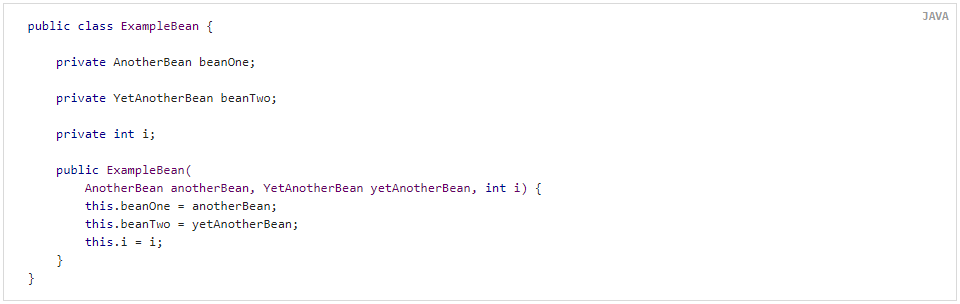 JAVA
public class ExampleBean {
private AnotherBean beanOne;
private YetAnotherBean beanTwo;
private int i;
public ExampleBean(
AnotherBean anotherBean, YetAnotherBean yetAnotherBean, int i) {
this.beanOne = anotherBean;
this.beanTwo = yetAnotherBean;
this.i = i;
}
}